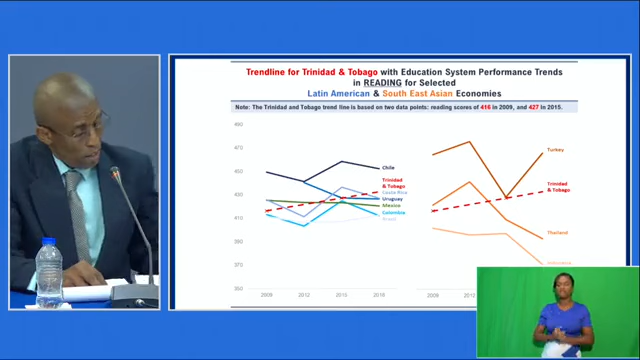 Trendline for Trinidad & Tobago with Education System Performance Trends
in READING for Selected
Latin American & South East Asian Economies
Note: The Trinidad and Tobago trend line is based on two data points: reading scores of 416 in 2009, and 427 in 2015.
490
470
450
430
410
390
350
Chile
Trinidad
& Tobago
Costa Rica
Uruguay
Mexico
Colombia
Brazil
2009
2012
2015
2018
Turkey
Trinidad
& Tobago
Thailand
Indonesia
2009
2012